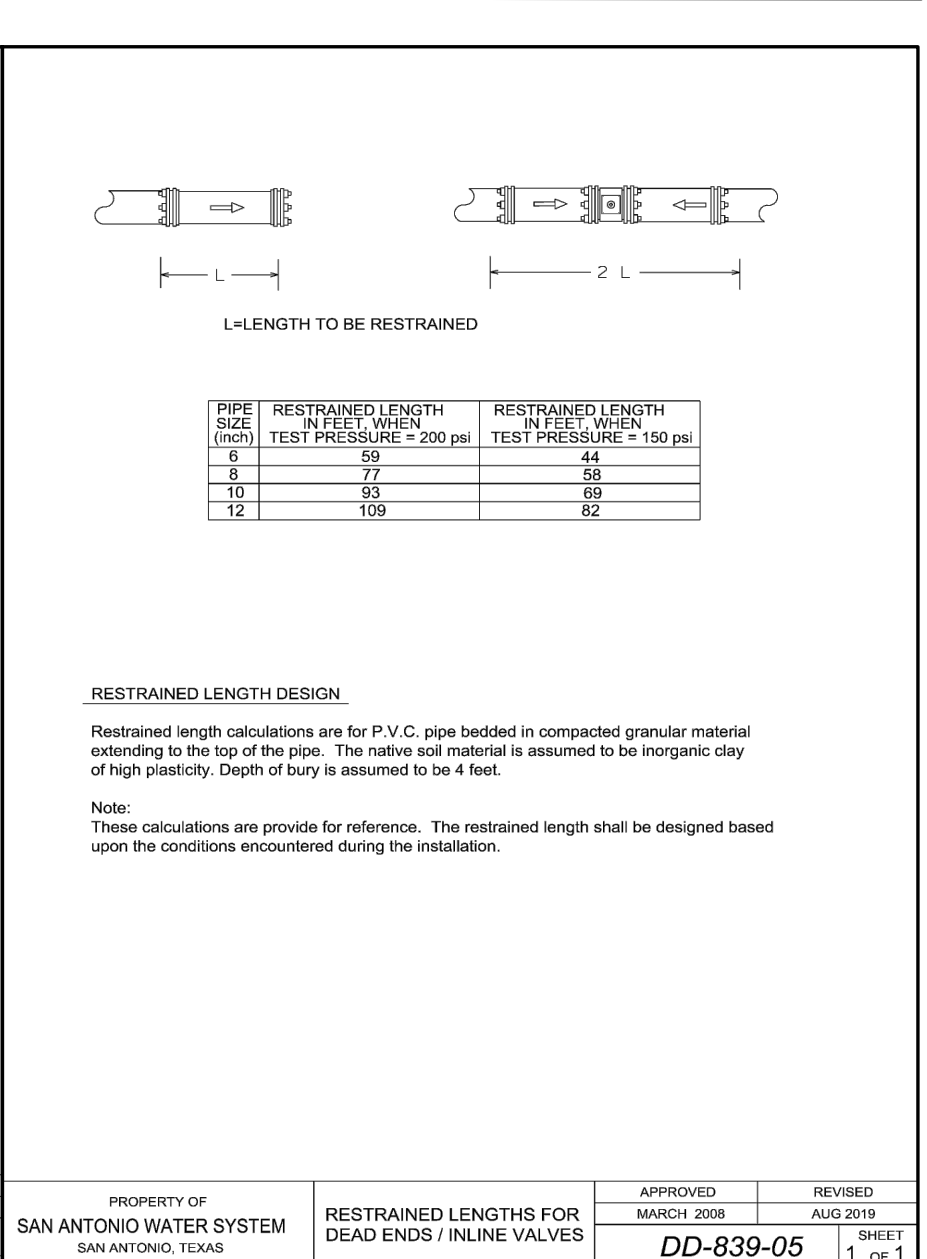 L
2 L
L=LENGTH TO BE RESTRAINED
PIPE SIZE (inch) RESTRAINED LENGTH IN FEET, WHEN TEST PRESSURE = 200 psi RESTRAINED LENGTH IN FEET, WHEN TEST PRESSURE = 150 psi
6 59 44
8 77 58
10 93 69
12 109 82
RESTRAINED LENGTH DESIGN
Restrained length calculations are for P.V.C. pipe bedded in compacted granular material
extending to the top of the pipe. The native soil material is assumed to be inorganic clay
of high plasticity. Depth of bury is assumed to be 4 feet.
Note:
These calculations are provide for reference. The restrained length shall be designed based
upon the conditions encountered during the installation.
PROPERTY OF
SAN ANTONIO WATER SYSTEM
SAN ANTONIO, TEXAS
RESTRAINED LENGTHS FOR
DEAD ENDS / INLINE VALVES
APPROVED REVISED
MARCH 2008 AUG 2019
DD-839-05
SHEET
1 OF 1